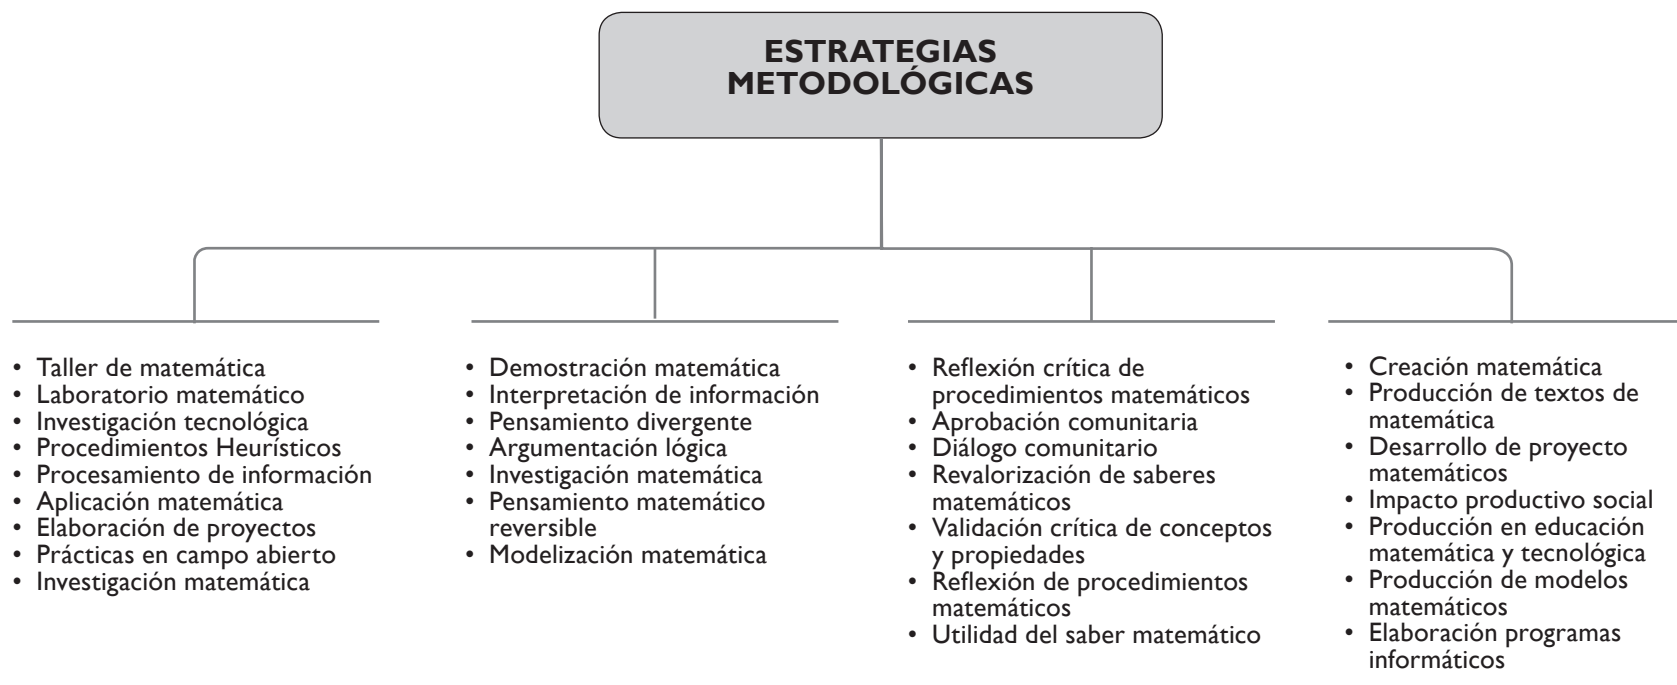 ESTRATEGIAS
METODOLÓGICAS
• Taller de matemática
• Laboratorio matemático
• Investigación tecnológica
• Procedimientos Heurísticos
• Procesamiento de información
• Aplicación matemática
• Elaboración de proyectos
• Prácticas en campo abierto
• Investigación matemática
• Demostración matemática
• Interpretación de información
• Pensamiento divergente
• Argumentación lógica
• Investigación matemática
• Pensamiento matemático
reversible
• Modelización matemática
• Reflexión crítica de
procedimientos matemáticos
• Aprobación comunitaria
• Diálogo comunitario
• Revalorización de saberes
matemáticos
• Validación crítica de conceptos
y propiedades
• Reflexión de procedimientos
matemáticos
• Utilidad del saber matemático
• Creación matemática
• Producción de textos de
matemática
• Desarrollo de proyecto
matemáticos
• Impacto productivo social
• Producción en educación
matemática y tecnológica
• Producción de modelos
matemáticos
• Elaboración programas
informáticos